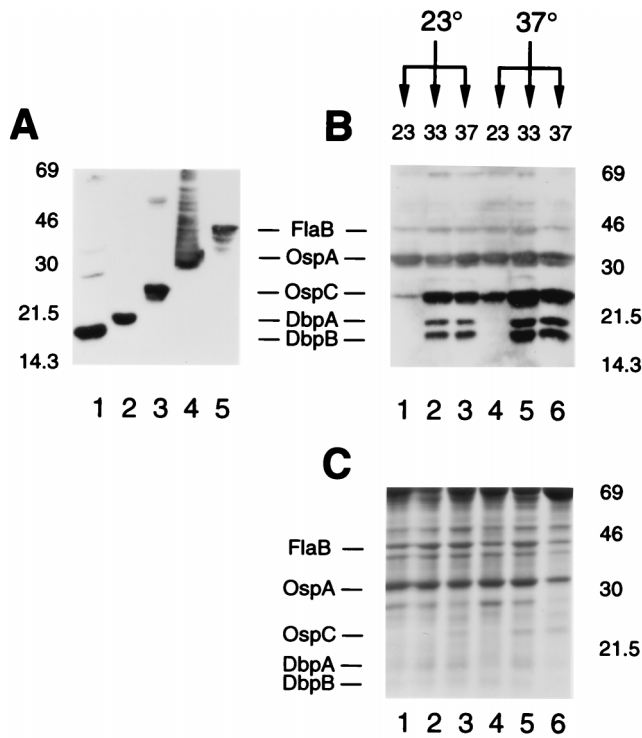 23° 37°
A B 23 33 37 23 33 37
69 69
46 FlaB 46
30 OspA 30
OspC
21.5 DbpA 21.5
DbpB
14.3 14.3
1 2 3 4 5 1 2 3 4 5 6
C
69
FlaB 46
OspA 30
OspC
21.5
DbpA
DbpB
1 2 3 4 5 6